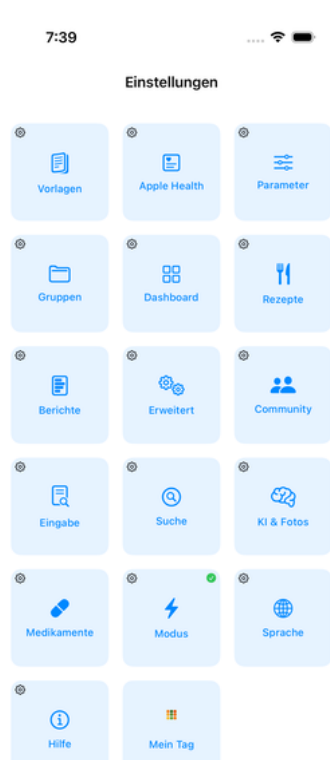 7:39
Einstellungen
Vorlagen
Apple Health
Parameter
Gruppen
Dashboard
Rezepte
Berichte
Erweitert
Community
Eingabe
Suche
KI & Fotos
Medikamente
Modus
Sprache
Hilfe
Mein Tag